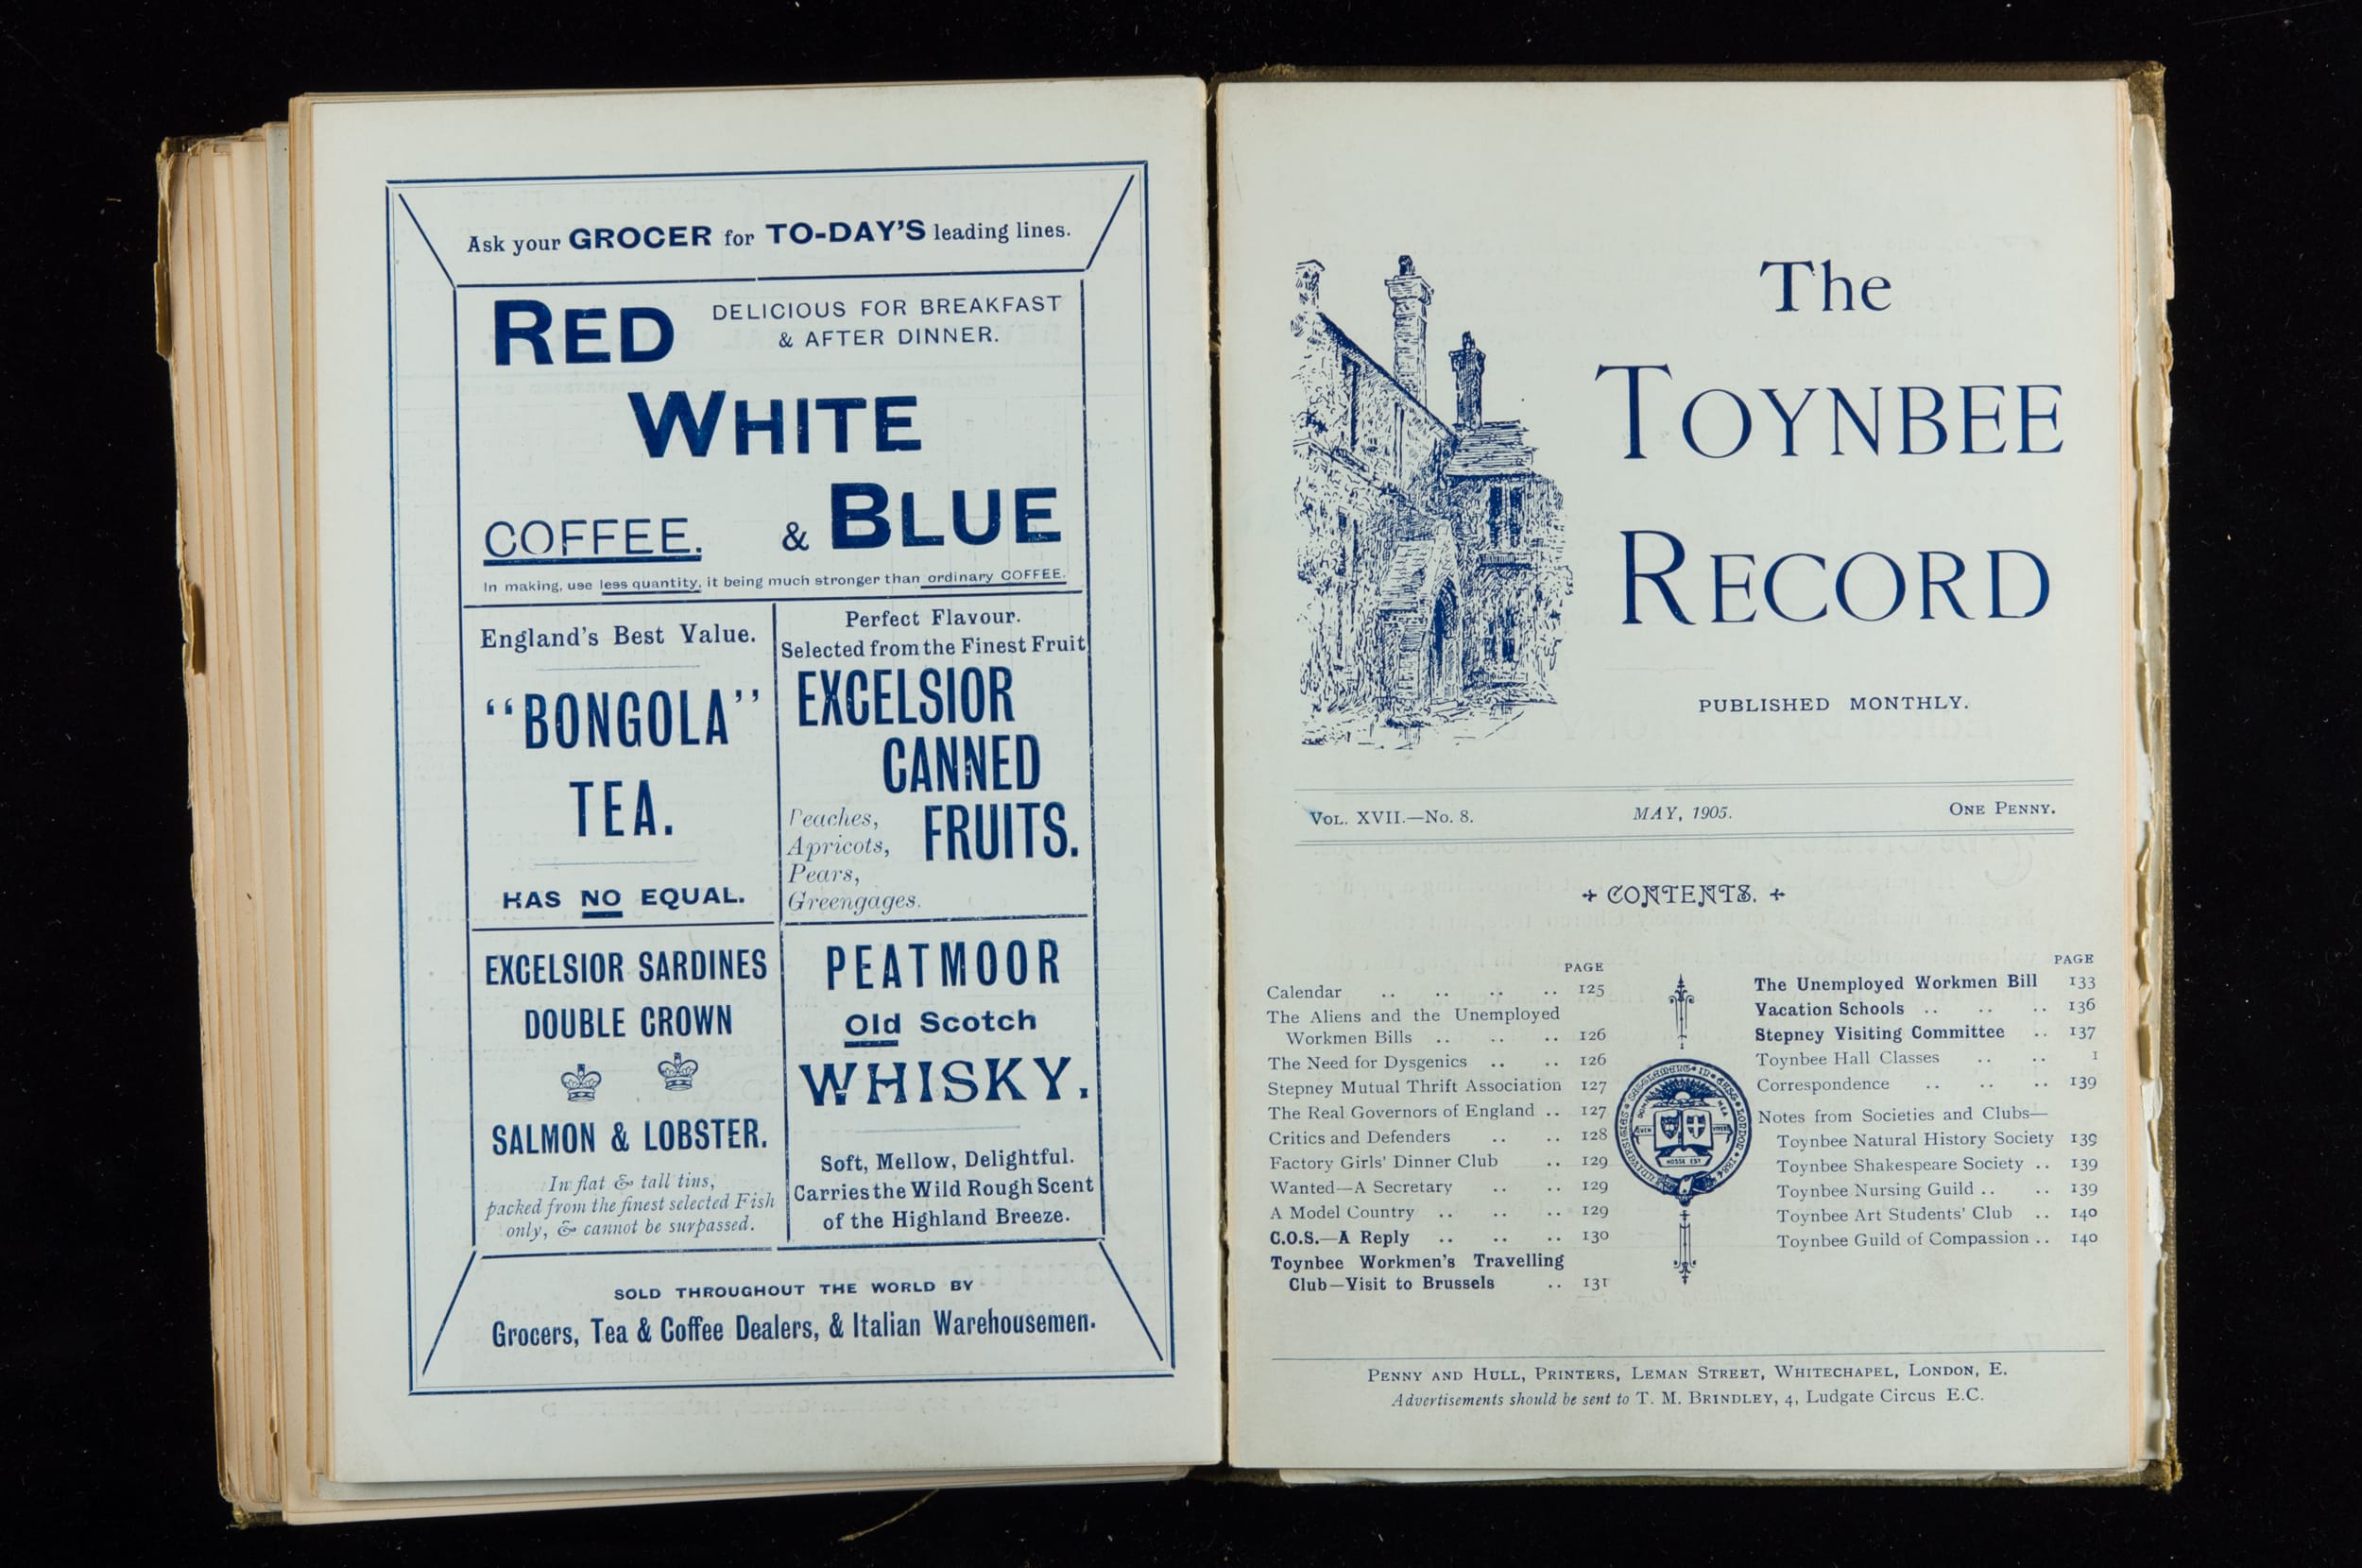 Ask your GROCER for TO-DAY'S leading lines.
RED
DELICIOUS FOR BREAKFAST
& AFTER DINNER.
WHITE
COFFEE. & BLUE
In making, use less quantity, it being much stronger than ordinary COFFEE.
England's Best Value.
"BONGOLA"
TEA.
HAS NO EQUAL.
Perfect Flavour.
Selected from the Finest Fruit
EXCELSIOR
CANNED
FRUITS.
Peaches,
Apricots,
Pears,
Greengages.
EXCELSIOR SARDINES
DOUBLE CROWN
SALMON & LOBSTER.
In flat & tall tins,
packed from the finest selected Fish
only, & cannot be surpassed.
PEATMOOR
Old Scotch
WHISKY.
Soft, Mellow, Delightful.
Carries the Wild Rough Scent
of the Highland Breeze.
SOLD THROUGHOUT THE WORLD BY
Grocers, Tea & Coffee Dealers, & Italian Warehousemen.
The
TOYNBEE
RECORD
PUBLISHED MONTHLY.
VOL. XVII.—No. 8. MAY, 1905. ONE PENNY.
CONTENTS.
PAGE
Calendar .. .. .. .. 125
The Aliens and the Unemployed
Workmen Bills .. .. .. 126
The Need for Dysgenics .. .. 126
Stepney Mutual Thrift Association 127
The Real Governors of England .. 127
Critics and Defenders .. .. 128
Factory Girls' Dinner Club .. 129
Wanted—A Secretary .. .. 129
A Model Country .. .. .. 129
C.O.S.—A Reply .. .. .. 130
Toynbee Workmen's Travelling
Club—Visit to Brussels .. 131
PAGE
The Unemployed Workmen Bill 133
Vacation Schools .. .. .. 136
Stepney Visiting Committee .. 137
Toynbee Hall Classes .. .. 1
Correspondence .. .. .. 139
Notes from Societies and Clubs—
Toynbee Natural History Society 139
Toynbee Shakespeare Society .. 139
Toynbee Nursing Guild .. .. 139
Toynbee Art Students' Club .. 140
Toynbee Guild of Compassion .. 140
PENNY AND HULL, PRINTERS, LEMAN STREET, WHITECHAPEL, LONDON, E.
Advertisements should be sent to T. M. BRINDLEY, 4, Ludgate Circus E.C.